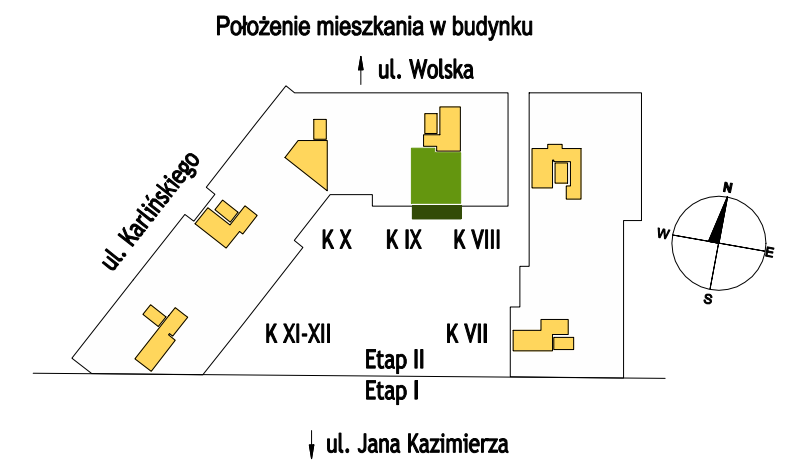 Położenie mieszkania w budynku
ul. Wolska
ul. Karlińskiego
N
W
E
S
K X
K IX
K VIII
K XI-XII
K VII
Etap II
Etap I
ul. Jana Kazimierza